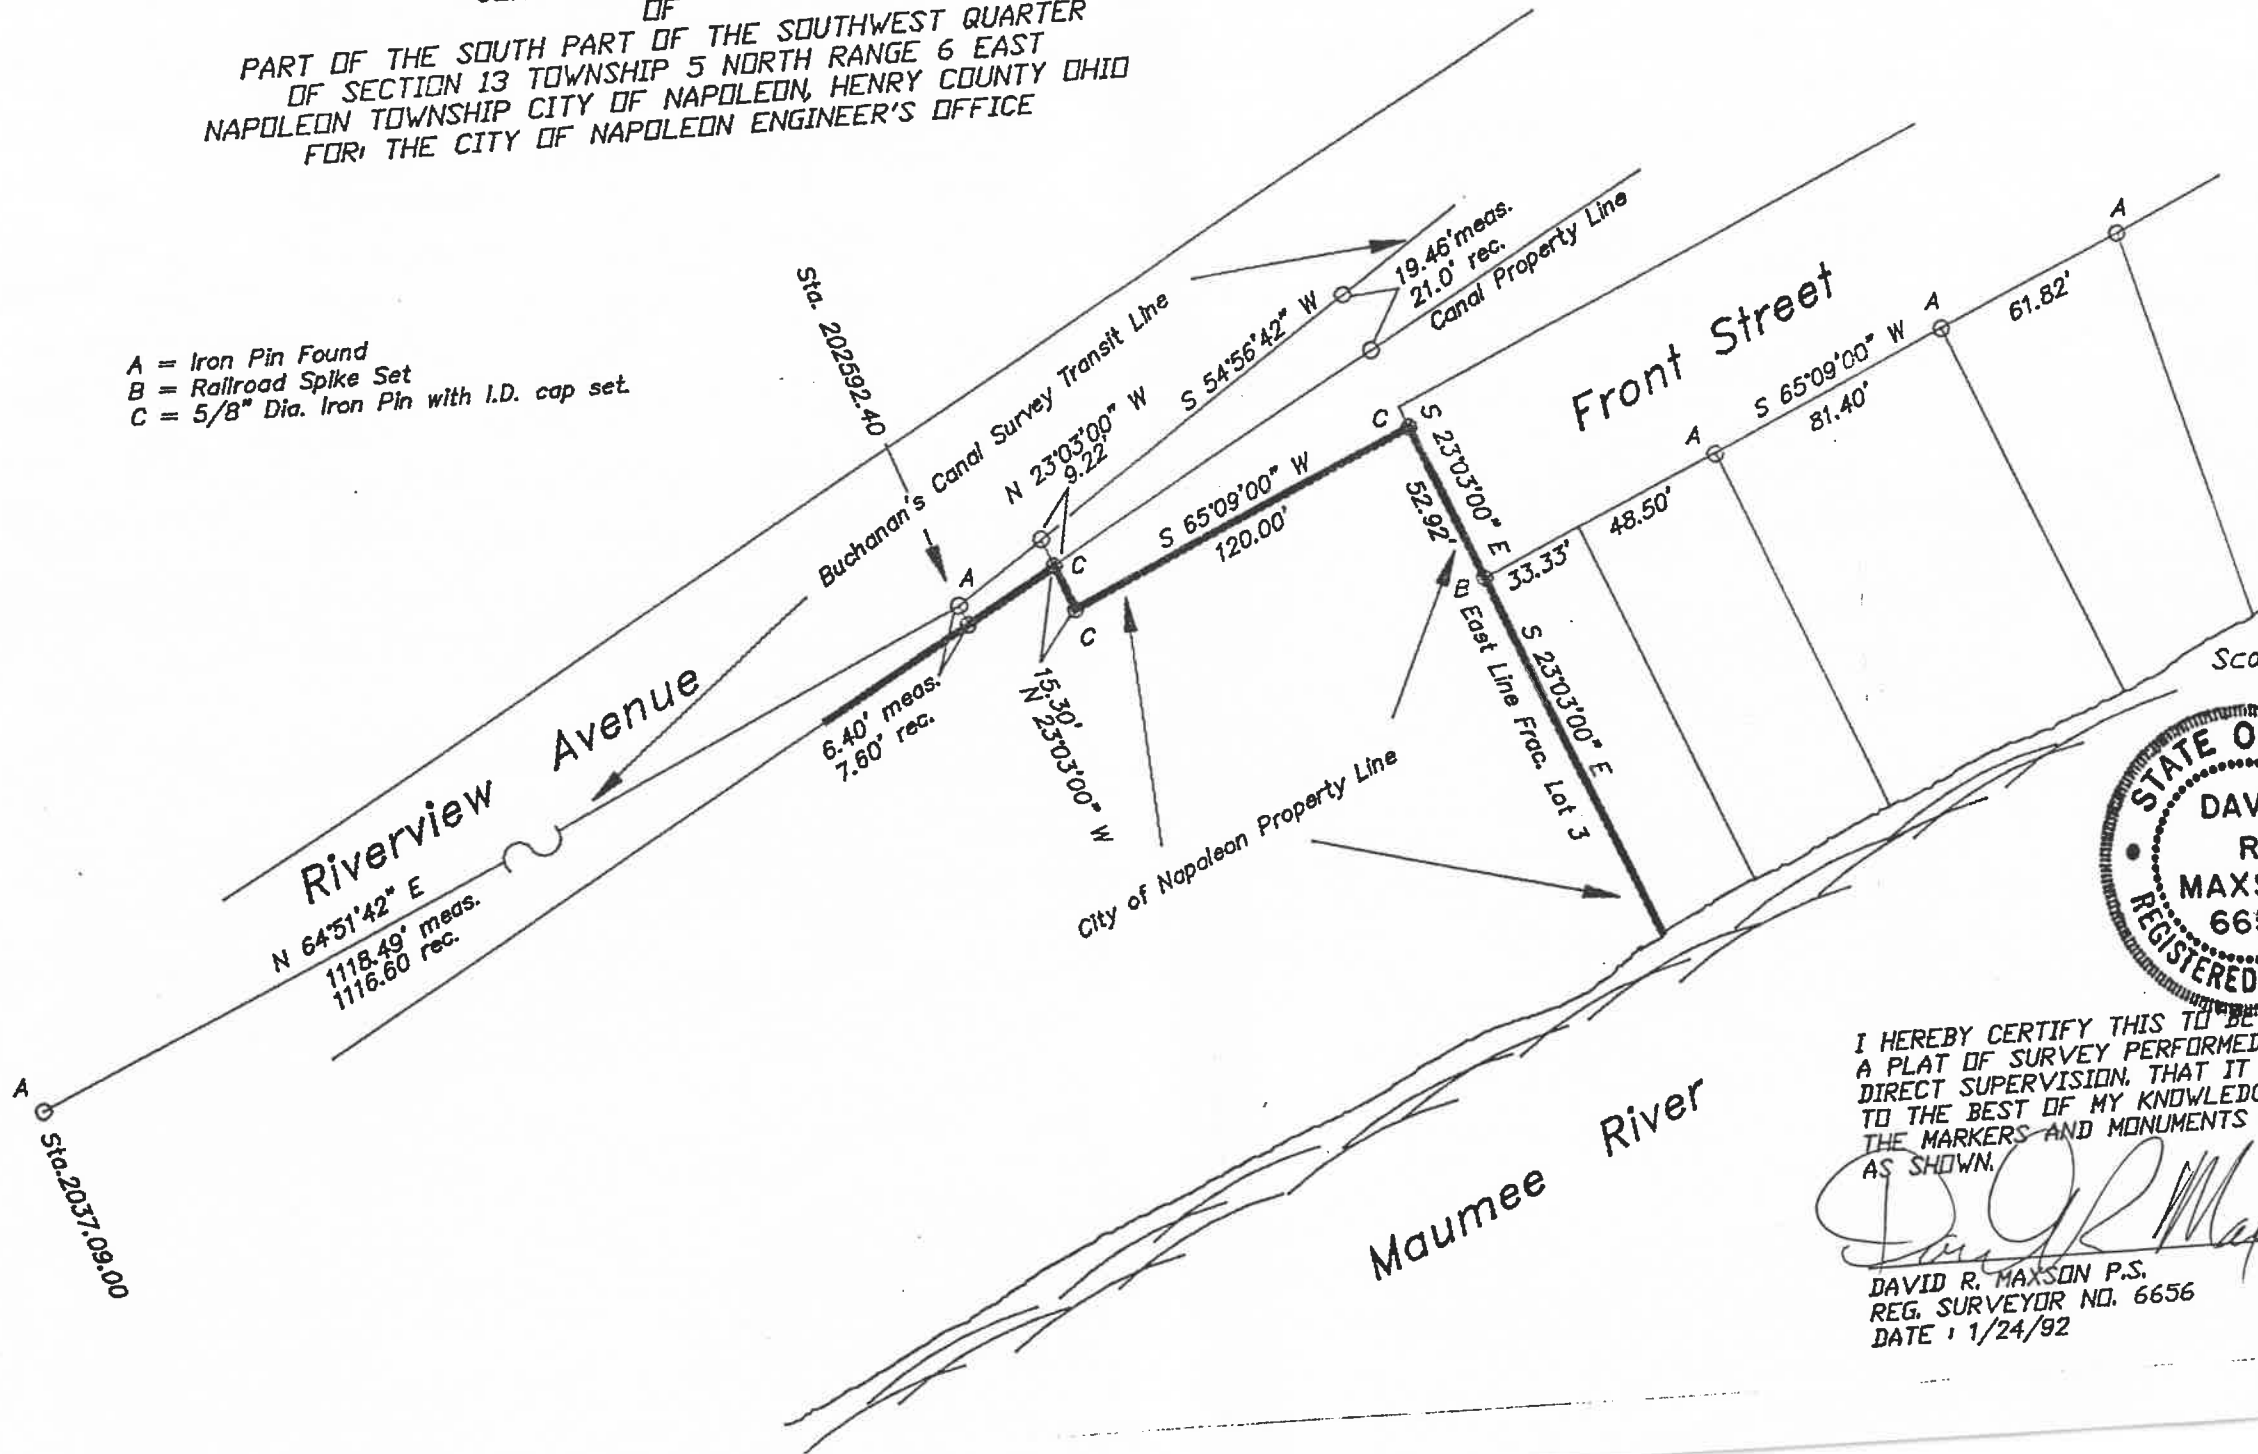 OF
PART OF THE SOUTH PART OF THE SOUTHWEST QUARTER
OF SECTION 13 TOWNSHIP 5 NORTH RANGE 6 EAST
NAPOLEON TOWNSHIP CITY OF NAPOLEON, HENRY COUNTY OHIO
FOR: THE CITY OF NAPOLEON ENGINEER'S OFFICE
A = Iron Pin Found
B = Railroad Spike Set
C = 5/8" Dia. Iron Pin with I.D. cap set.
Sta. 202592.40
Buchanan's Canal Survey Transit Line
N 23°03'00" W
9.22'
S 54°56'42" W
19.46' meas.
21.0' rec.
Canal Property Line
Front Street
A
A
A
61.82'
S 65°09'00" W
81.40'
48.50'
33.33'
C
S 23°03'00" E
52.92'
B
S 65°09'00" W
120.00'
A
C
C
6.40' meas.
7.60' rec.
15.30'
N 23°03'00" W
East Line Frac. Lot 3
S 23°03'00" E
City of Napoleon Property Line
Riverview Avenue
N 64°51'42" E
1118.49' meas.
1116.60 rec.
A
Sta.2037.09.00
Maumee River
Sca
STATE O
DAV
R
MAXS
665
REGISTERED
I HEREBY CERTIFY THIS TO BE
A PLAT OF SURVEY PERFORMED
DIRECT SUPERVISION, THAT IT
TO THE BEST OF MY KNOWLEDG
THE MARKERS AND MONUMENTS
AS SHOWN.
David R Max
DAVID R. MAXSON P.S.
REG. SURVEYOR NO. 6656
DATE : 1/24/92